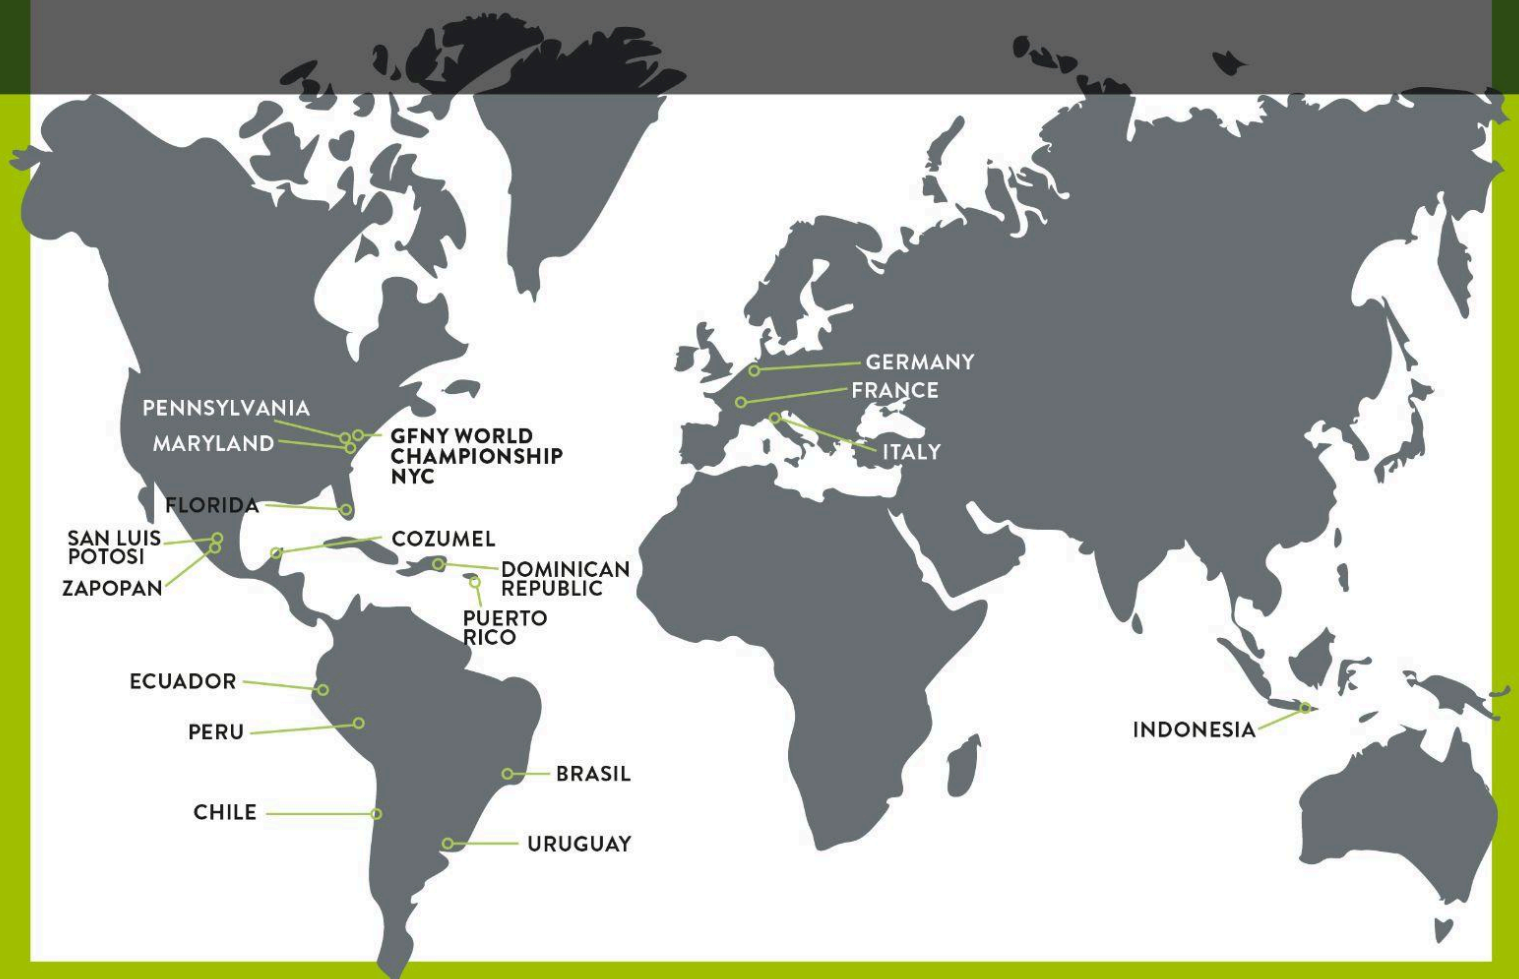 GERMANY
FRANCE
PENNSYLVANIA
GFNY WORLD
CHAMPIONSHIP
NYC
MARYLAND
ITALY
FLORIDA
SAN LUIS
POTOSI
COZUMEL
DOMINICAN
REPUBLIC
ZAPOPAN
PUERTO
RICO
ECUADOR
PERU
INDONESIA
BRASIL
CHILE
URUGUAY